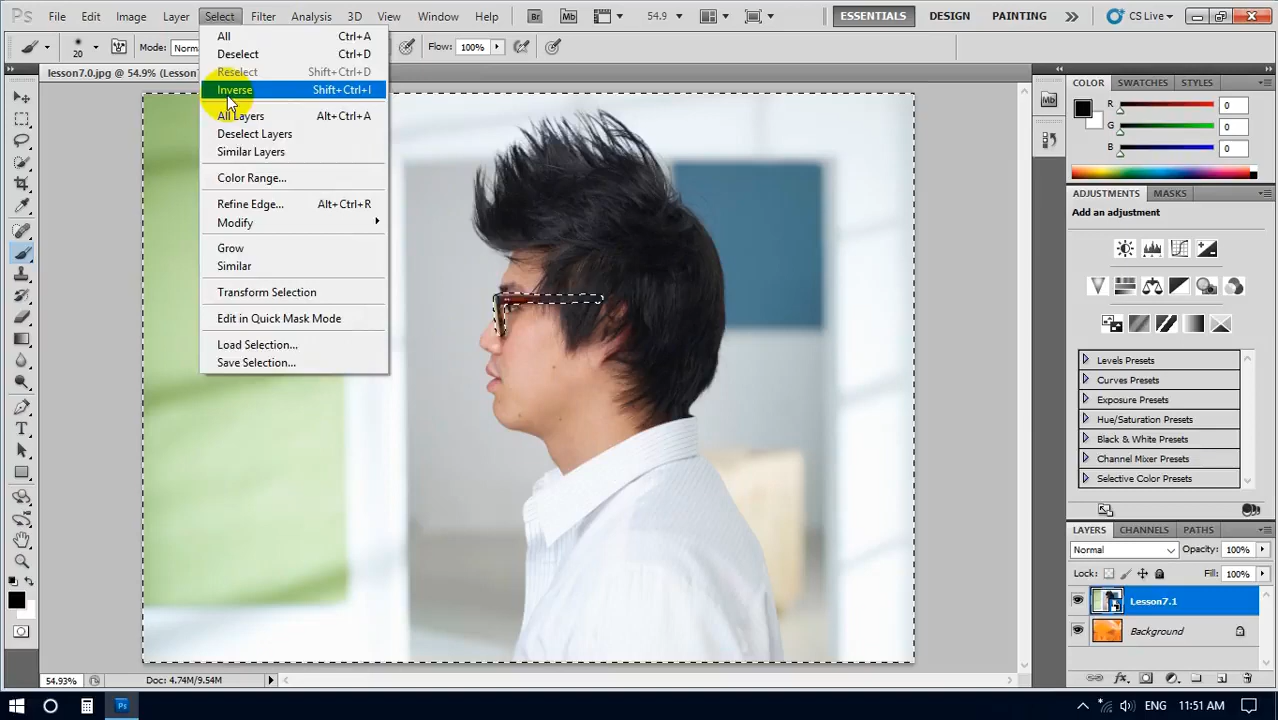 Ps File Edit Image Layer Select Filter Analysis 3D View Window Help Br Mb 54.9 ESSENTIALS DESIGN PAINTING CS Live
20 Mode: Flow: 100%
lesson7.0.jpg @ 54.9% (Lesson
All Ctrl+A
Deselect Ctrl+D
Reselect Shift+Ctrl+D
Inverse Shift+Ctrl+I
All Layers Alt+Ctrl+A
Deselect Layers
Similar Layers
Color Range...
Refine Edge... Alt+Ctrl+R
Modify
Grow
Similar
Transform Selection
Edit in Quick Mask Mode
Load Selection...
Save Selection...
COLOR SWATCHES STYLES
R 0
G 0
B 0
ADJUSTMENTS MASKS
Add an adjustment
Levels Presets
Curves Presets
Exposure Presets
Hue/Saturation Presets
Black & White Presets
Channel Mixer Presets
Selective Color Presets
LAYERS CHANNELS PATHS
Normal Opacity: 100%
Lock: Fill: 100%
Lesson7.1
Background
54.93% Doc: 4.74M/9.54M
Ps ENG 11:51 AM